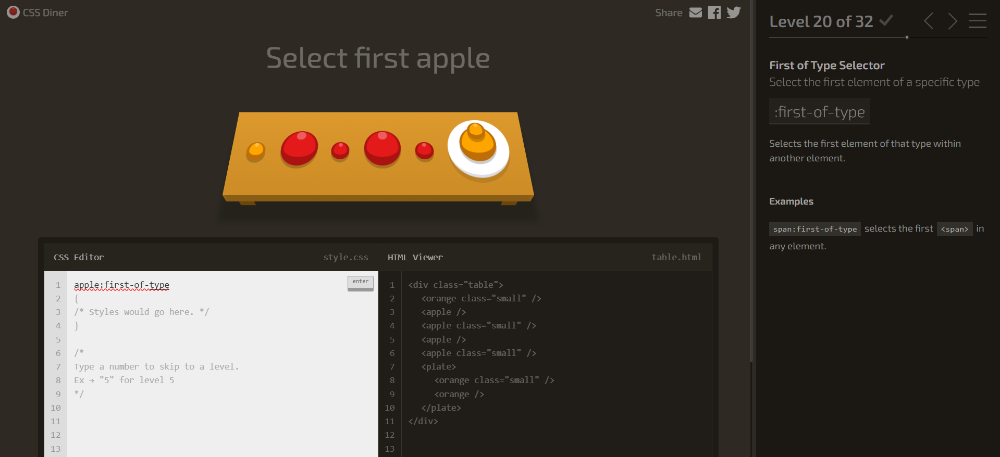 CSS Diner
Share
Select first apple
CSS Editor
style.css
1 apple:first-of-type
enter
2 {
3 /* Styles would go here. */
4 }
5
6 /*
7 Type a number to skip to a level.
8 Ex → "5" for level 5
9 */
10
11
12
13
HTML Viewer
table.html
1 <div class="table">
2 <orange class="small" />
3 <apple />
4 <apple class="small" />
5 <apple />
6 <apple class="small" />
7 <plate>
8 <orange class="small" />
9 <orange />
10 </plate>
11 </div>
12
13
Level 20 of 32
First of Type Selector
Select the first element of a specific type
:first-of-type
Selects the first element of that type within
another element.
Examples
span:first-of-type selects the first <span> in
any element.